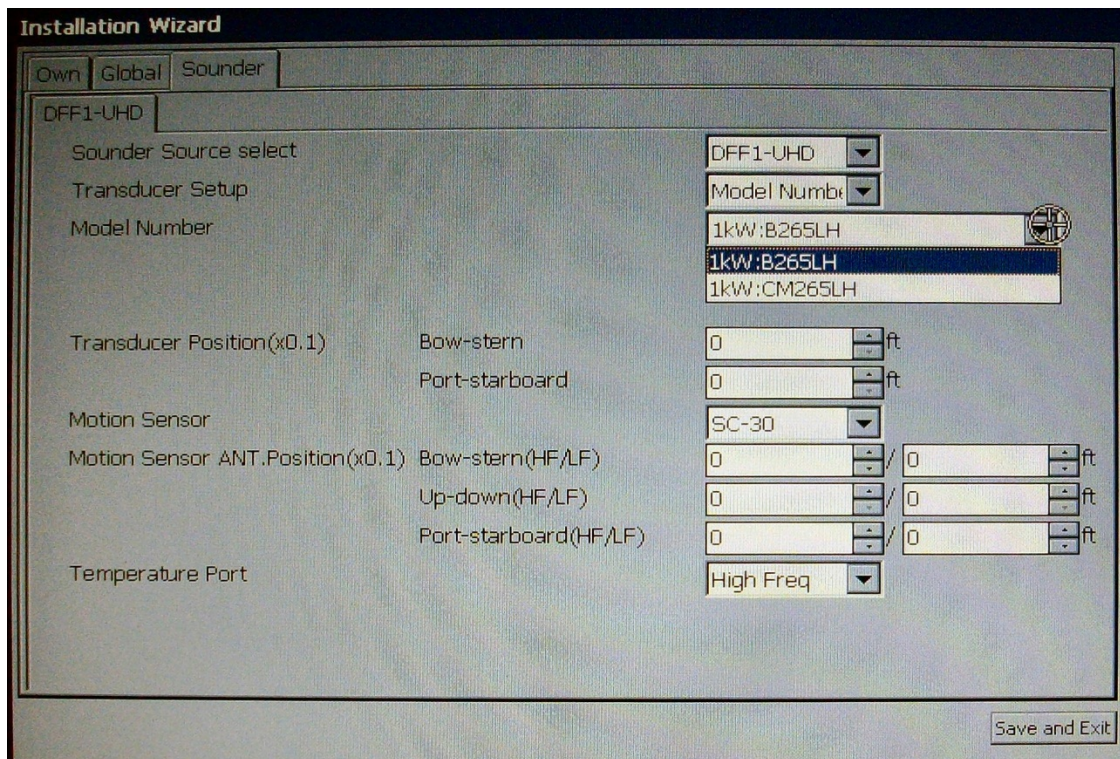 Installation Wizard
Own Global Sounder
DFF1-UHD
Sounder Source select DFF1-UHD
Transducer Setup Model Numbe
Model Number 1kW:B265LH
1kW:B265LH
1kW:CM265LH
Transducer Position(x0.1) Bow-stern 0 ft
Port-starboard 0 ft
Motion Sensor SC-30
Motion Sensor ANT.Position(x0.1) Bow-stern(HF/LF) 0 / 0 ft
Up-down(HF/LF) 0 / 0 ft
Port-starboard(HF/LF) 0 / 0 ft
Temperature Port High Freq
Save and Exit